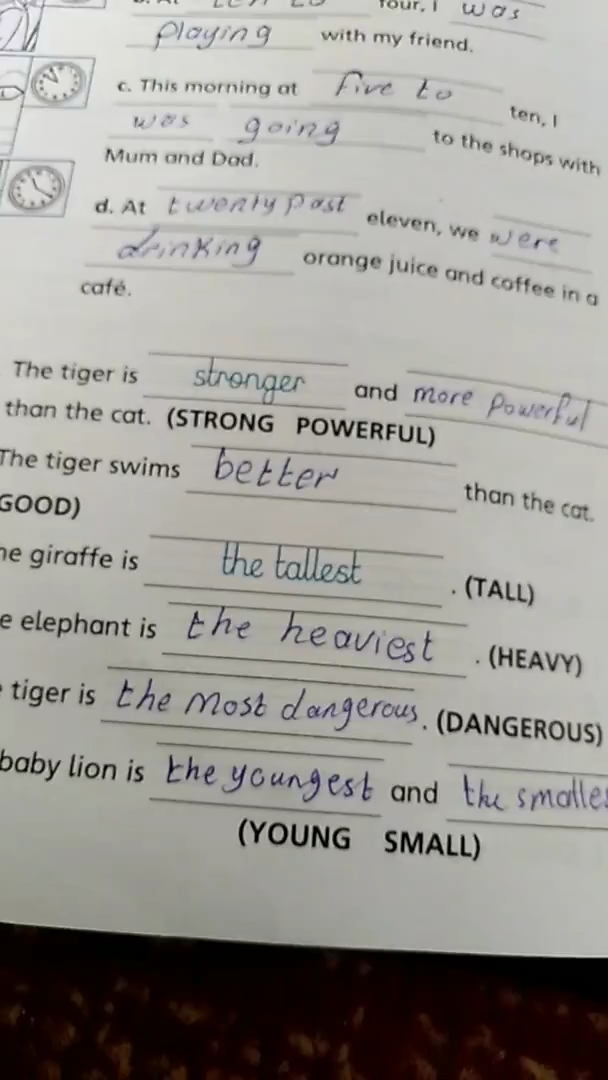 four, I was
playing with my friend.
c. This morning at five to ten, I
was going to the shops with
Mum and Dad.
d. At twenty past eleven, we were
drinking orange juice and coffee in a
café.
The tiger is stronger and more powerful
than the cat. (STRONG POWERFUL)
The tiger swims better than the cat.
GOOD)
he giraffe is the tallest. (TALL)
e elephant is the heaviest. (HEAVY)
tiger is the most dangerous. (DANGEROUS)
baby lion is the youngest and the smalles
(YOUNG SMALL)